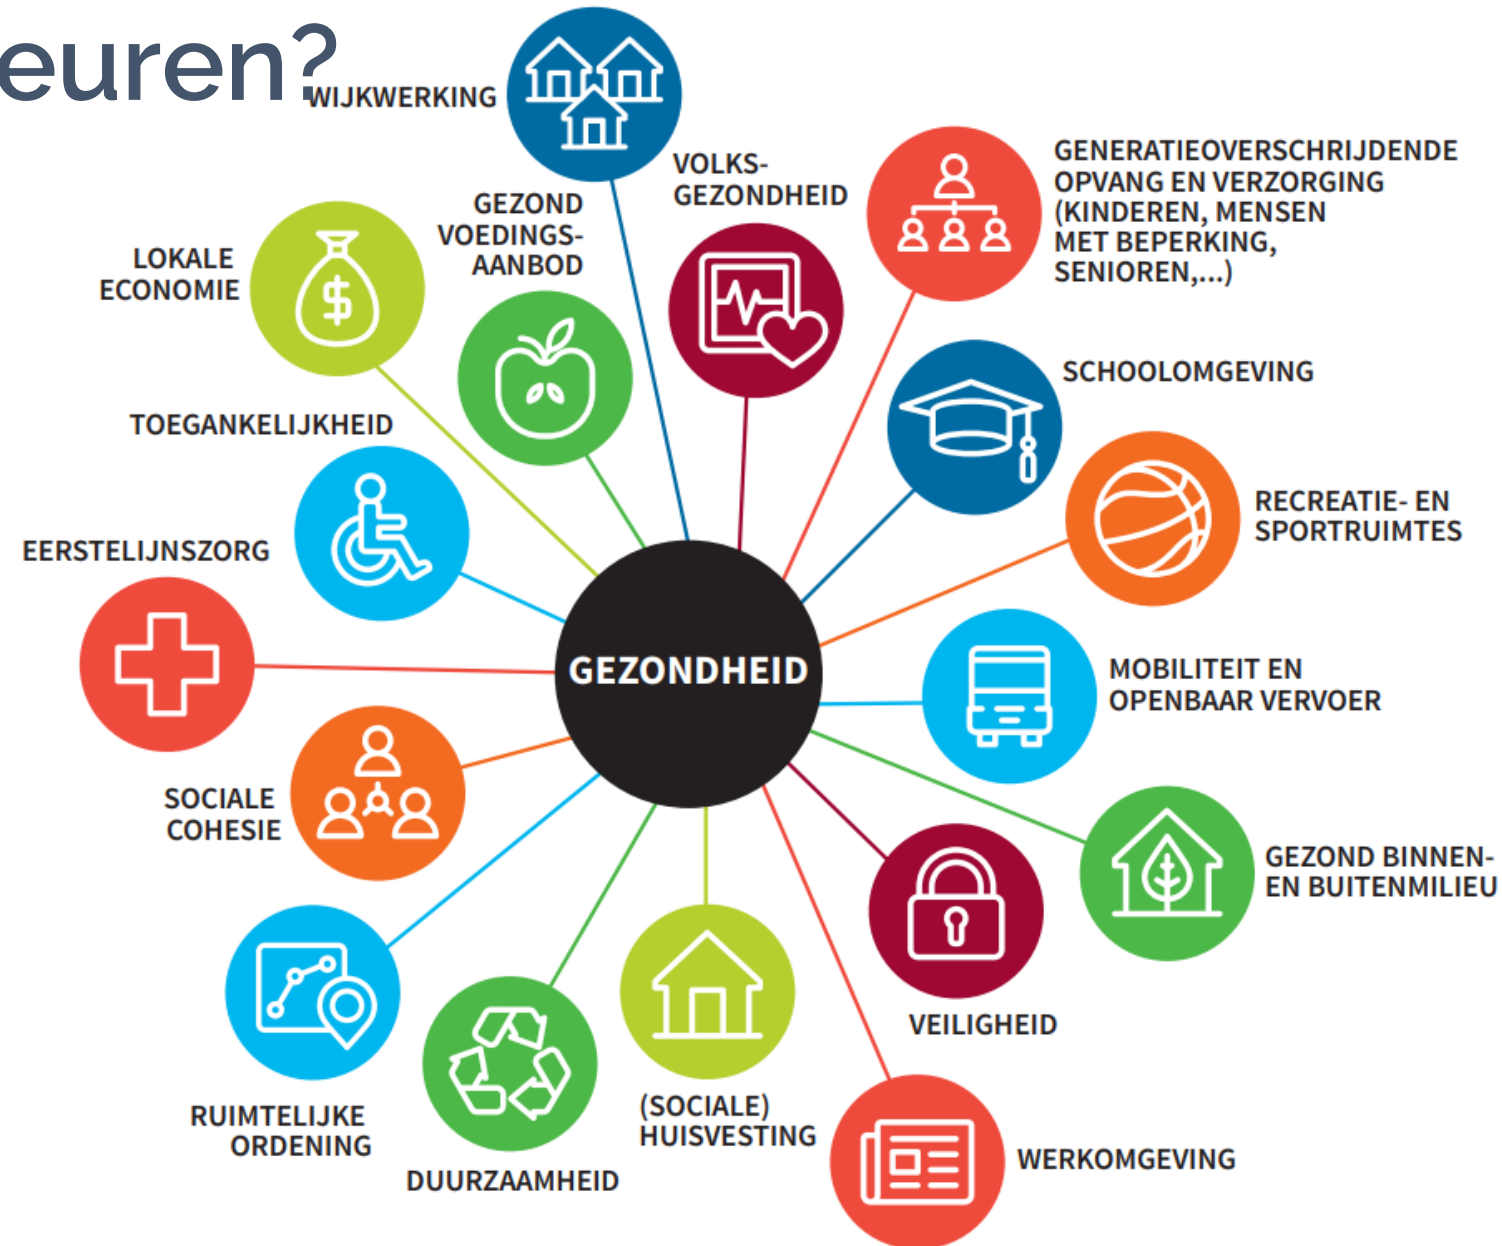 euren?
WIJKWERKING
VOLKS-
GEZONDHEID
GENERATIEOVERSCHRIJDENDE
OPVANG EN VERZORGING
(KINDEREN, MENSEN
MET BEPERKING,
SENIOREN,...)
GEZOND
VOEDINGS-
AANBOD
LOKALE
ECONOMIE
$
SCHOOLOMGEVING
TOEGANKELIJKHEID
RECREATIE- EN
SPORTRUIMTES
EERSTELIJNSZORG
GEZONDHEID
MOBILITEIT EN
OPENBAAR VERVOER
SOCIALE
COHESIE
GEZOND BINNEN-
EN BUITENMILIEU
VEILIGHEID
RUIMTELIJKE
ORDENING
(SOCIALE)
HUISVESTING
DUURZAAMHEID
WERKOMGEVING